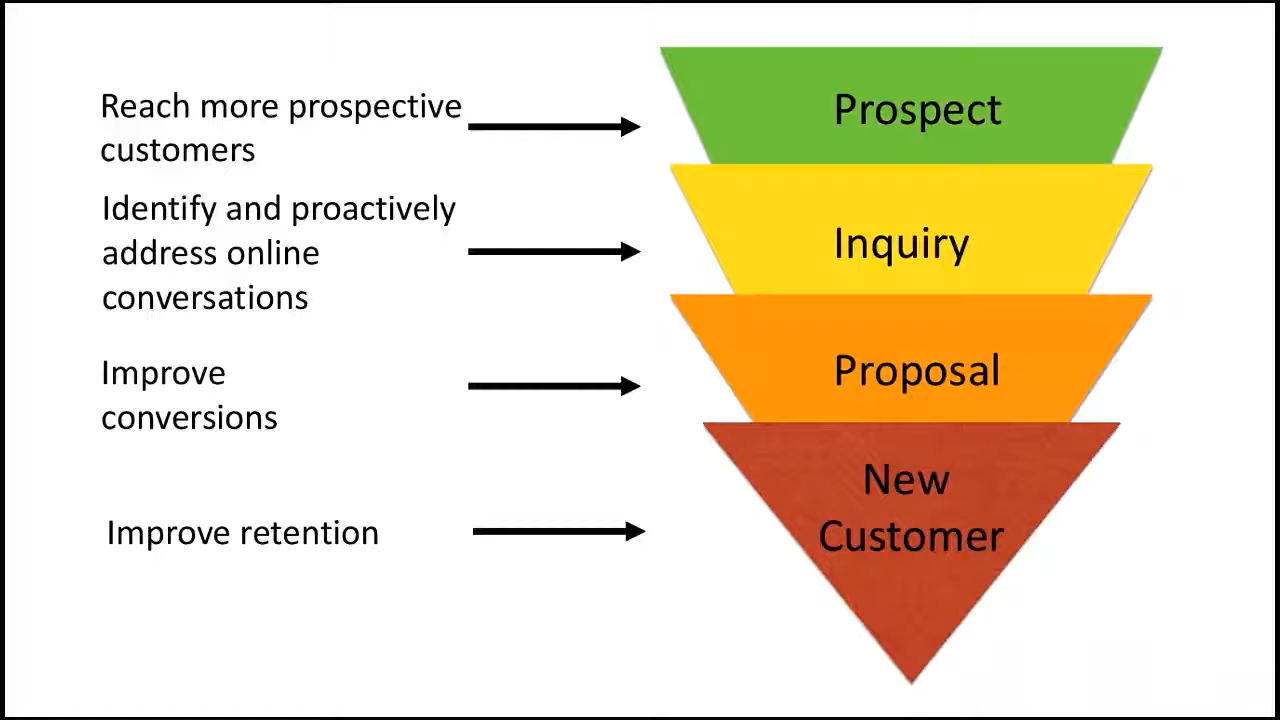 Reach more prospective
customers
Prospect
Identify and proactively
address online
conversations
Inquiry
Improve
conversions
Proposal
Improve retention
New
Customer